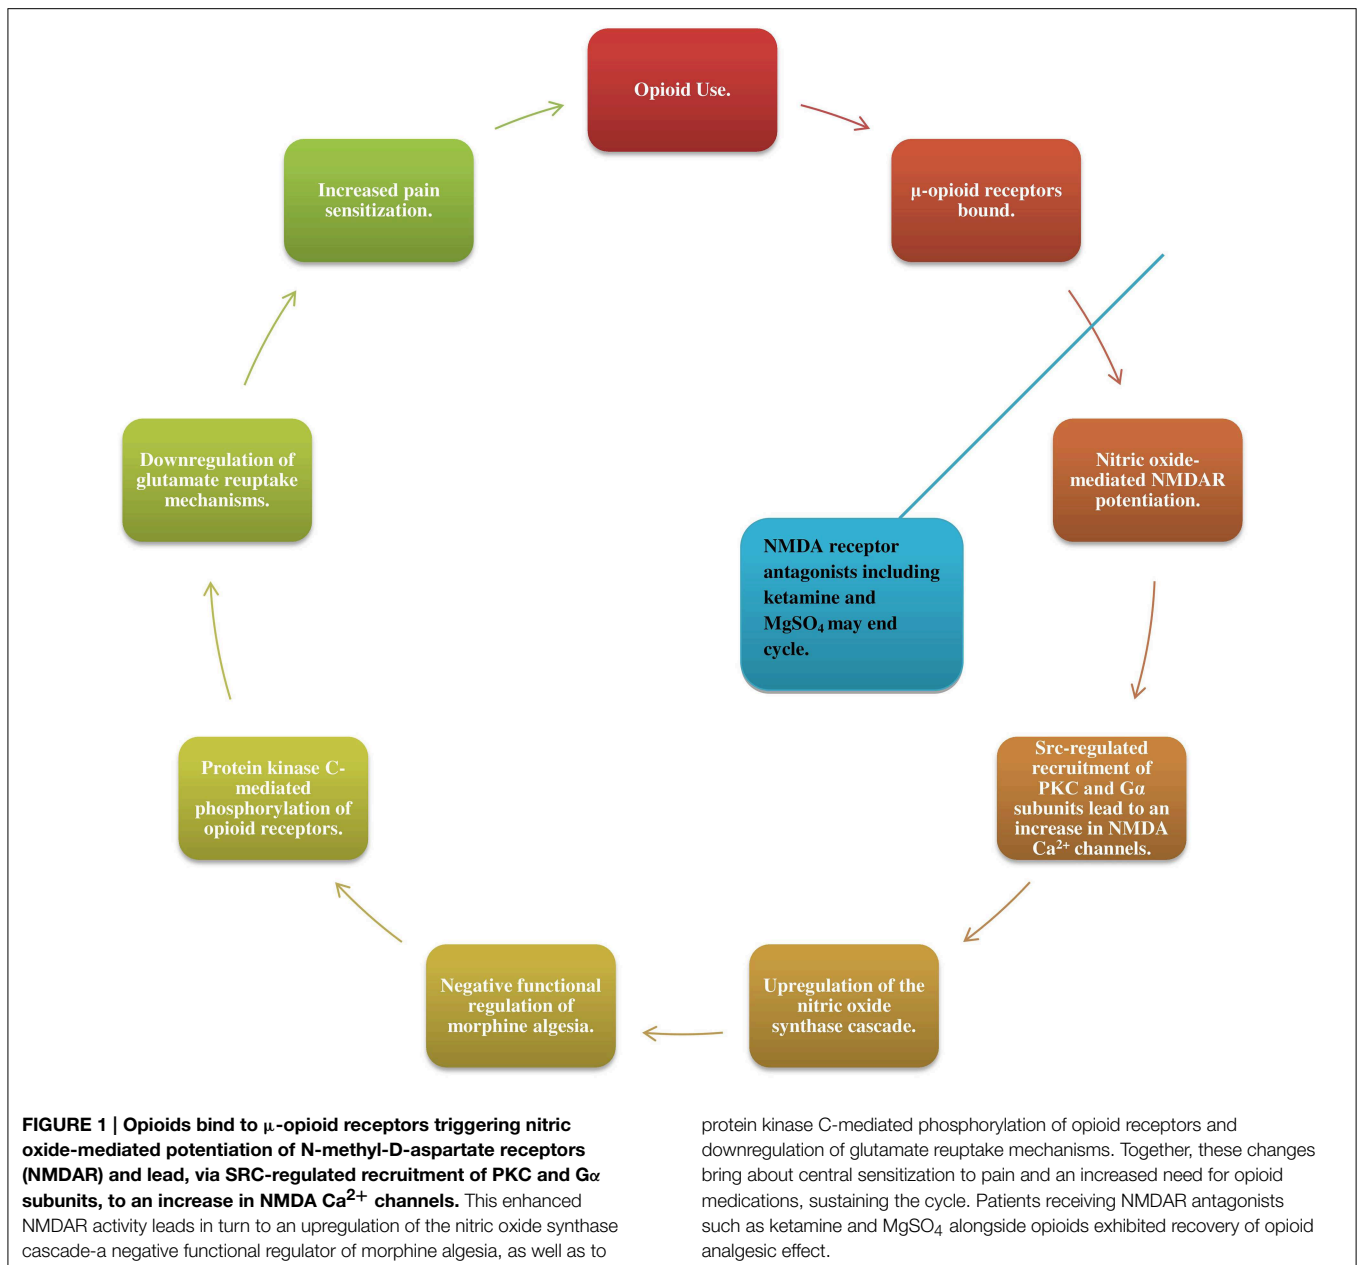 Opioid Use.
μ-opioid receptors
bound.
Nitric oxide-
mediated NMDAR
potentiation.
Src-regulated
recruitment of
PKC and Gα
subunits lead to an
increase in NMDA
Ca²⁺ channels.
Upregulation of the
nitric oxide
synthase cascade.
Negative functional
regulation of
morphine algesia.
Protein kinase C-
mediated
phosphorylation of
opioid receptors.
Downregulation of
glutamate reuptake
mechanisms.
Increased pain
sensitization.
NMDA receptor
antagonists including
ketamine and
MgSO₄ may end
cycle.
FIGURE 1 | Opioids bind to μ-opioid receptors triggering nitric
oxide-mediated potentiation of N-methyl-D-aspartate receptors
(NMDAR) and lead, via SRC-regulated recruitment of PKC and Gα
subunits, to an increase in NMDA Ca²⁺ channels. This enhanced
NMDAR activity leads in turn to an upregulation of the nitric oxide synthase
cascade-a negative functional regulator of morphine algesia, as well as to
protein kinase C-mediated phosphorylation of opioid receptors and
downregulation of glutamate reuptake mechanisms. Together, these changes
bring about central sensitization to pain and an increased need for opioid
medications, sustaining the cycle. Patients receiving NMDAR antagonists
such as ketamine and MgSO₄ alongside opioids exhibited recovery of opioid
analgesic effect.